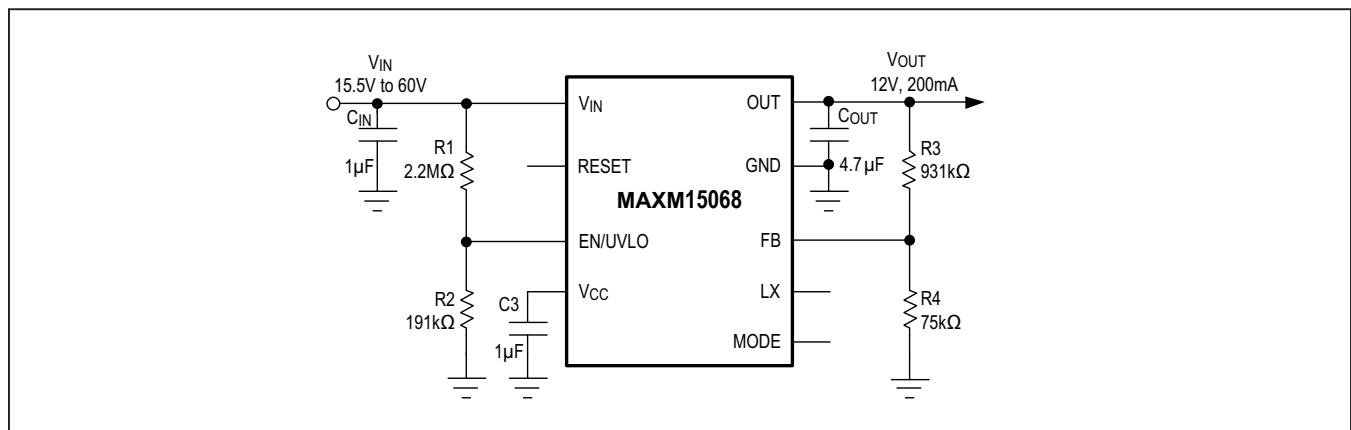 VIN
15.5V to 60V
CIN
1µF
R1
2.2MΩ
R2
191kΩ
C3
1µF
VIN
RESET
EN/UVLO
VCC
MAXM15068
OUT
GND
FB
LX
MODE
VOUT
12V, 200mA
COUT
4.7µF
R3
931kΩ
R4
75kΩ